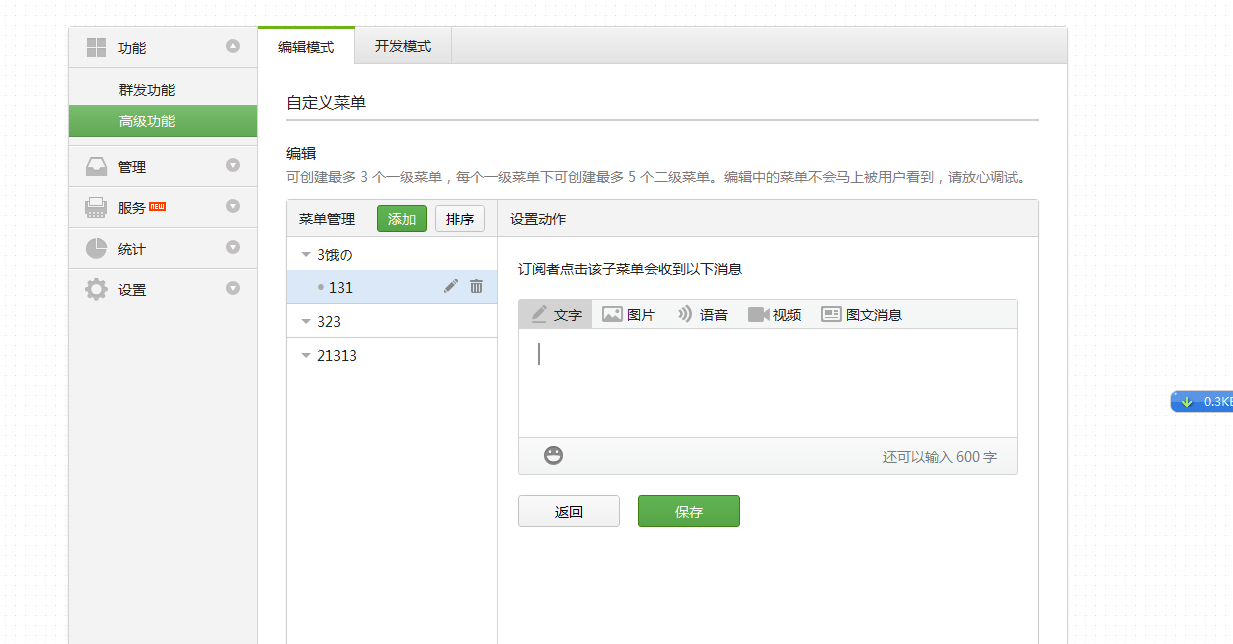 功能
群发功能
高级功能
管理
服务 NEW
统计
设置
编辑模式 开发模式
自定义菜单
编辑
可创建最多 3 个一级菜单，每个一级菜单下可创建最多 5 个二级菜单。编辑中的菜单不会马上被用户看到，请放心调试。
菜单管理 添加 排序
3饿の
131
323
21313
设置动作
订阅者点击该子菜单会收到以下消息
文字 图片 语音 视频 图文消息
还可以输入 600 字
返回 保存
0.3KB